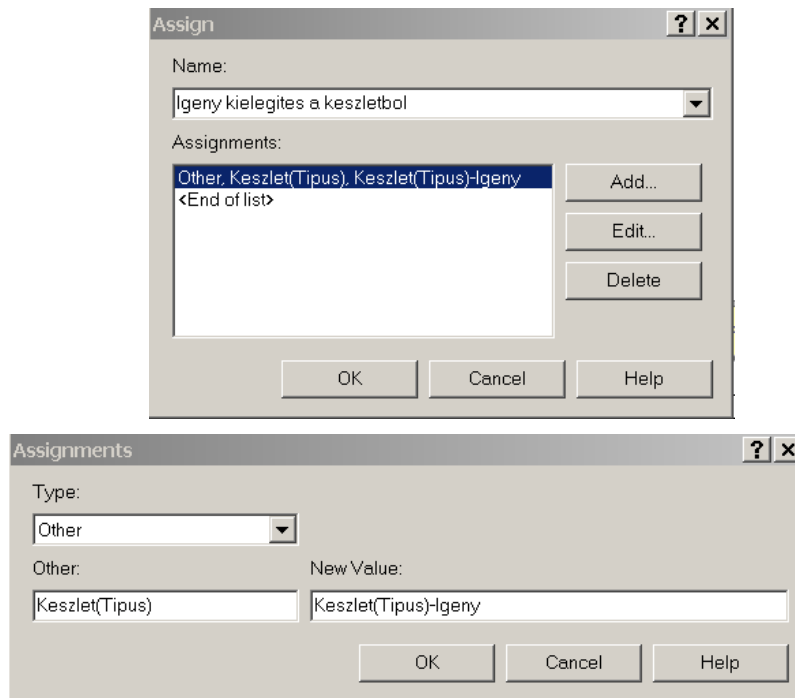 Assign
Name:
Igeny kielegites a keszletbol
Assignments:
Other, Keszlet(Tipus), Keszlet(Tipus)-Igeny
<End of list>
Add...
Edit...
Delete
OK Cancel Help
Assignments
Type:
Other
Other: New Value:
Keszlet(Tipus) Keszlet(Tipus)-Igeny
OK Cancel Help